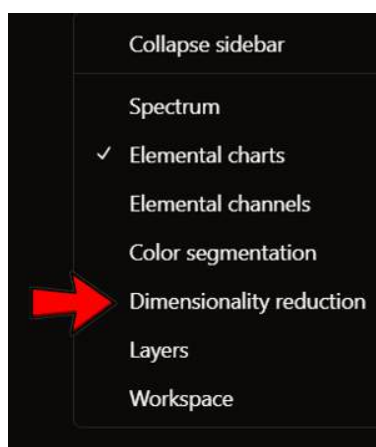 Collapse sidebar
Spectrum
Elemental charts
Elemental channels
Color segmentation
Dimensionality reduction
Layers
Workspace